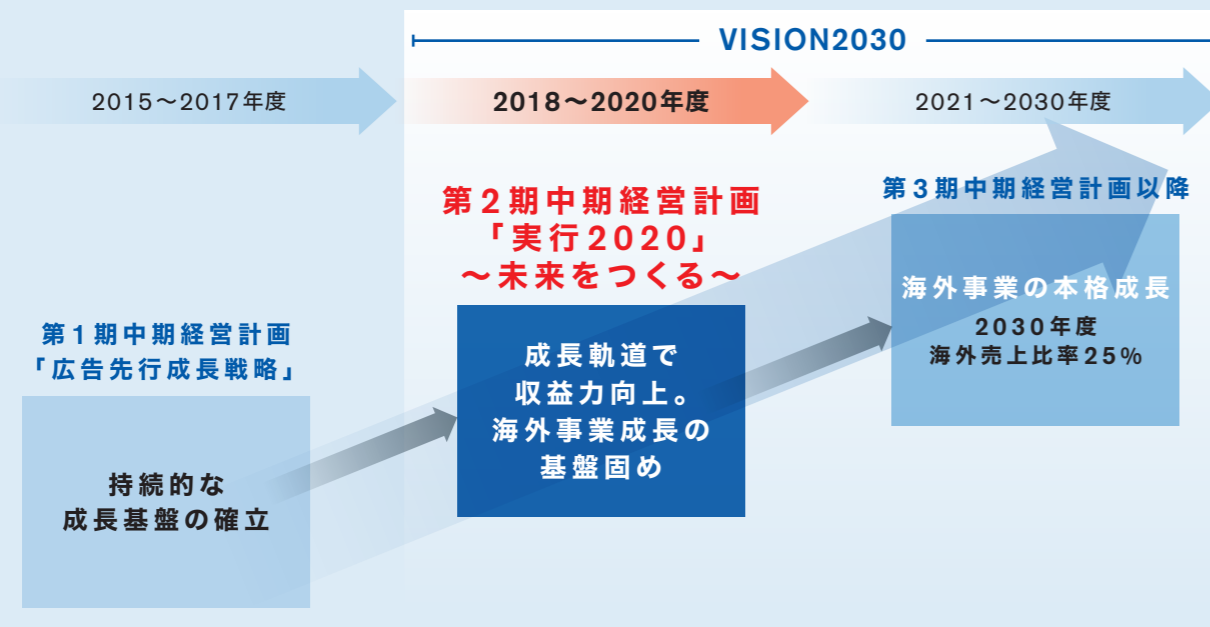 VISION2030
2015～2017年度
2018～2020年度
2021～2030年度
第1期中期経営計画
「広告先行成長戦略」
持続的な
成長基盤の確立
第2期中期経営計画
「実行2020」
～未来をつくる～
成長軌道で
収益力向上。
海外事業成長の
基盤固め
第3期中期経営計画以降
海外事業の本格成長
2030年度
海外売上比率25%